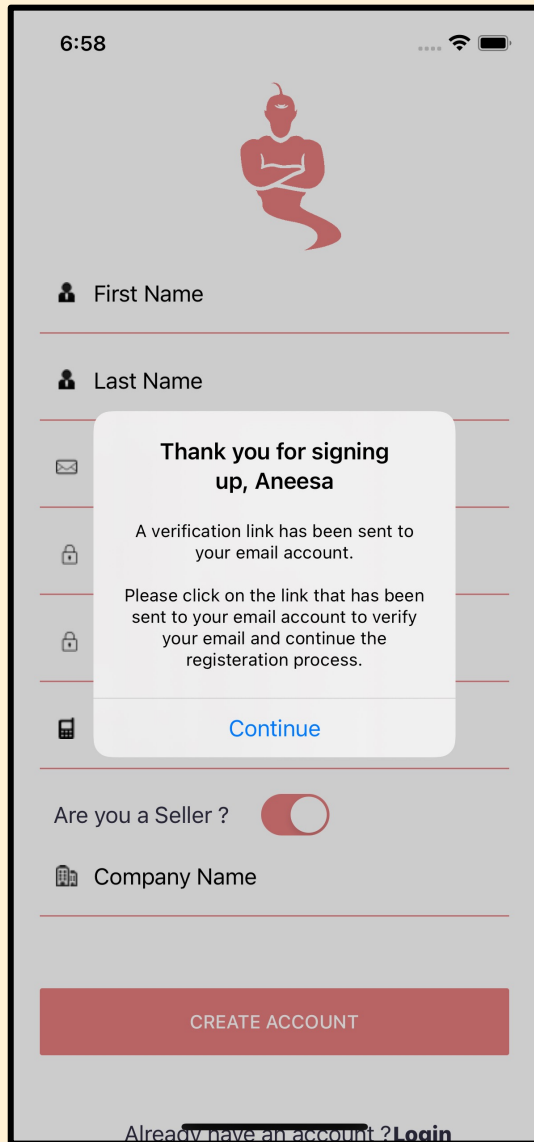 6:58
First Name
Last Name
Thank you for signing
up, Aneesa
A verification link has been sent to
your email account.
Please click on the link that has been
sent to your email account to verify
your email and continue the
registeration process.
Continue
Are you a Seller ?
Company Name
CREATE ACCOUNT
Already have an account ?Login